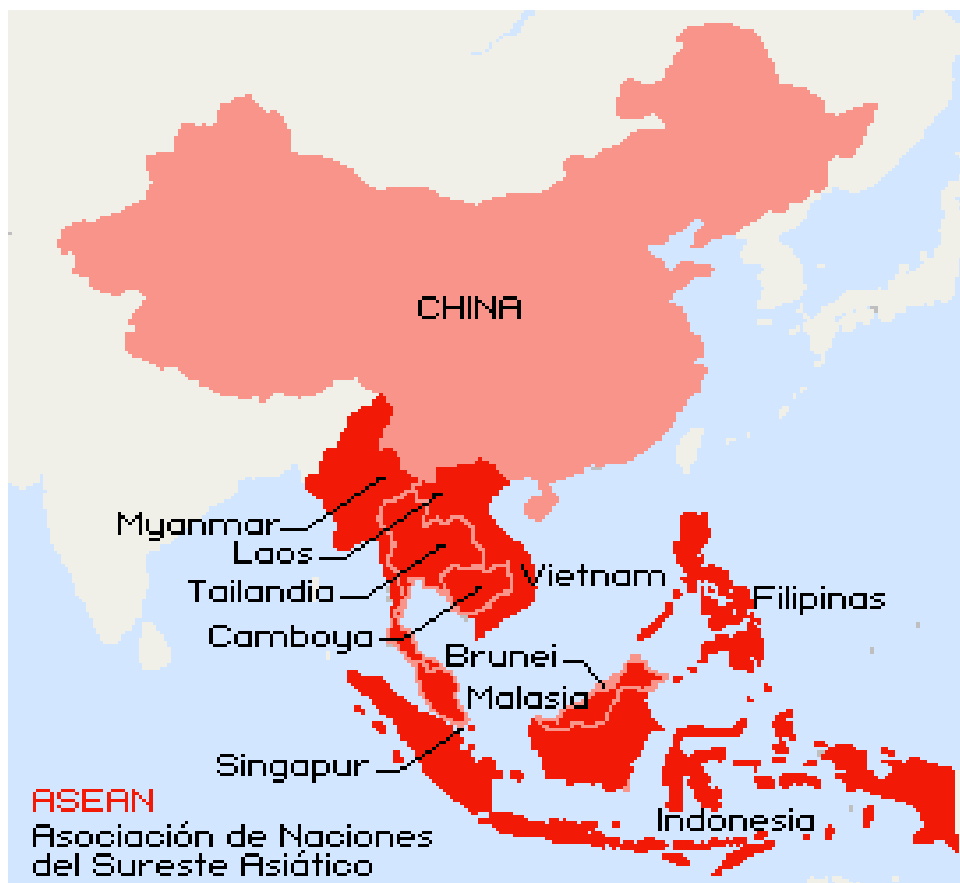 CHINA
Myanmar
Laos
Tailandia
Vietnam
Filipinas
Camboya
Brunei
Malasia
Singapur
ASEAN
Indonesia
Asociación de Naciones
del Sureste Asiático